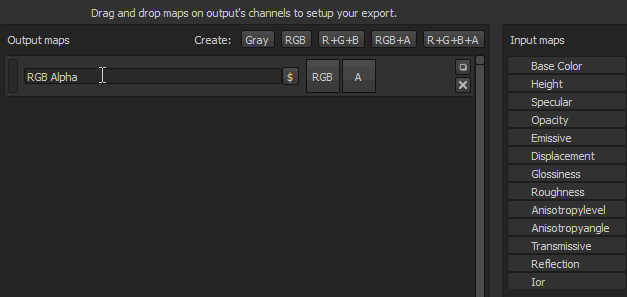 Drag and drop maps on output's channels to setup your export.
Output maps
Create: Gray RGB R+G+B RGB+A R+G+B+A
RGB Alpha $ RGB A
Input maps
Base Color
Height
Specular
Opacity
Emissive
Displacement
Glossiness
Roughness
Anisotropylevel
Anisotropyangle
Transmissive
Reflection
Ior